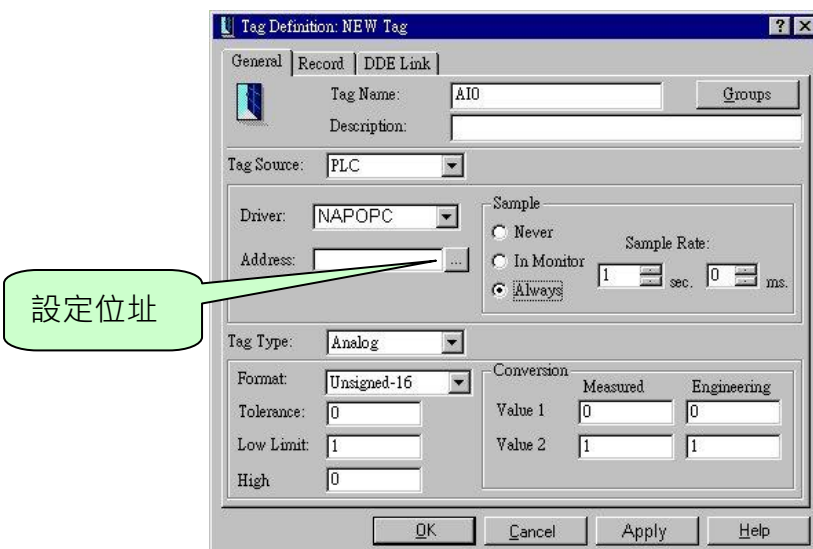 Tag Definition: NEW Tag
General Record DDE Link
Tag Name: AI0 Groups
Description:
Tag Source: PLC
Driver: NAPOPC
Address: ...
Sample
Never
In Monitor
Always
Sample Rate:
1 sec. 0 ms.
設定位址
Tag Type: Analog
Format: Unsigned-16
Tolerance: 0
Low Limit: 1
High 0
Conversion
Measured Engineering
Value 1 0 0
Value 2 1 1
OK Cancel Apply Help